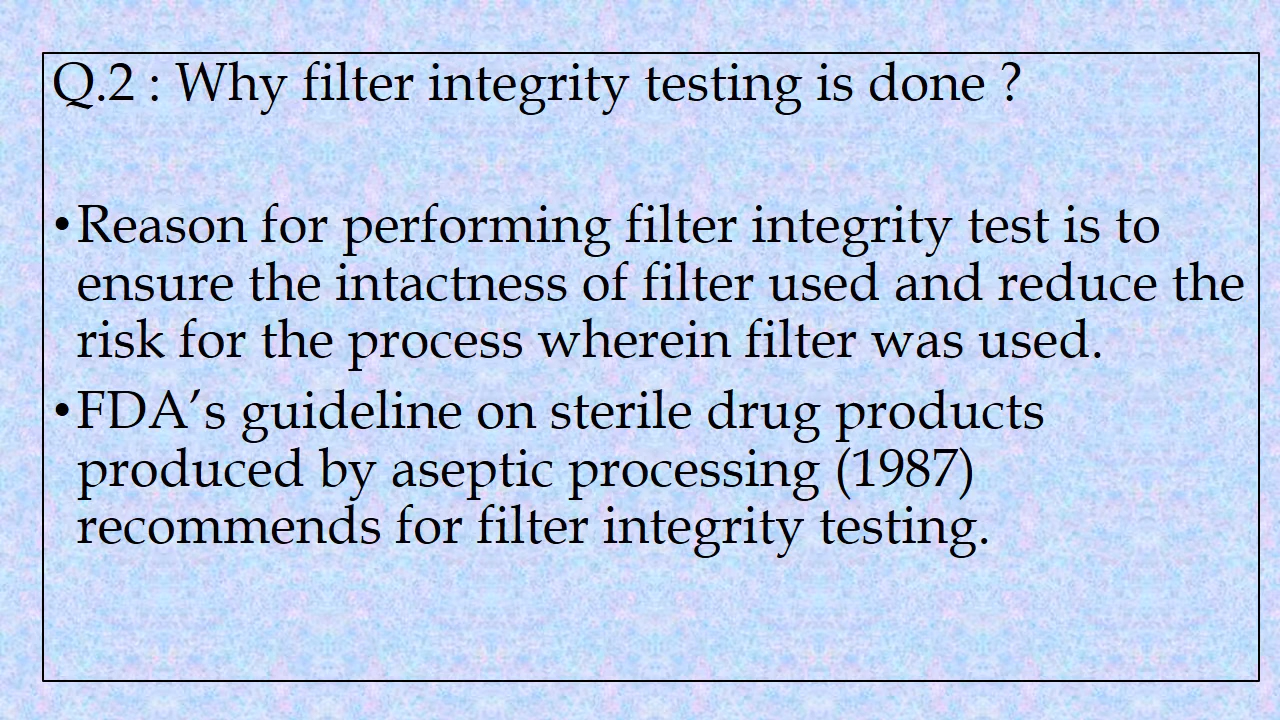 Q.2 : Why filter integrity testing is done ?
•Reason for performing filter integrity test is to
ensure the intactness of filter used and reduce the
risk for the process wherein filter was used.
•FDA’s guideline on sterile drug products
produced by aseptic processing (1987)
recommends for filter integrity testing.